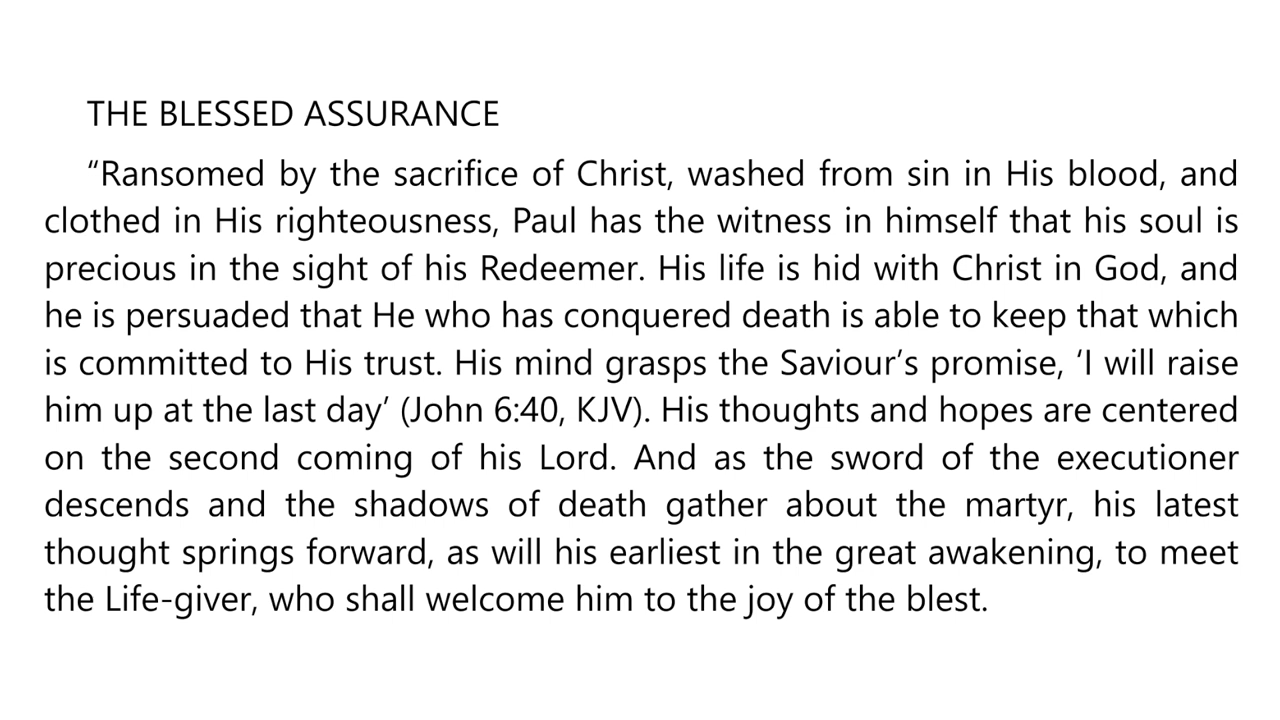 THE BLESSED ASSURANCE
“Ransomed by the sacrifice of Christ, washed from sin in His blood, and
clothed in His righteousness, Paul has the witness in himself that his soul is
precious in the sight of his Redeemer. His life is hid with Christ in God, and
he is persuaded that He who has conquered death is able to keep that which
is committed to His trust. His mind grasps the Saviour’s promise, ‘I will raise
him up at the last day’ (John 6:40, KJV). His thoughts and hopes are centered
on the second coming of his Lord. And as the sword of the executioner
descends and the shadows of death gather about the martyr, his latest
thought springs forward, as will his earliest in the great awakening, to meet
the Life-giver, who shall welcome him to the joy of the blest.